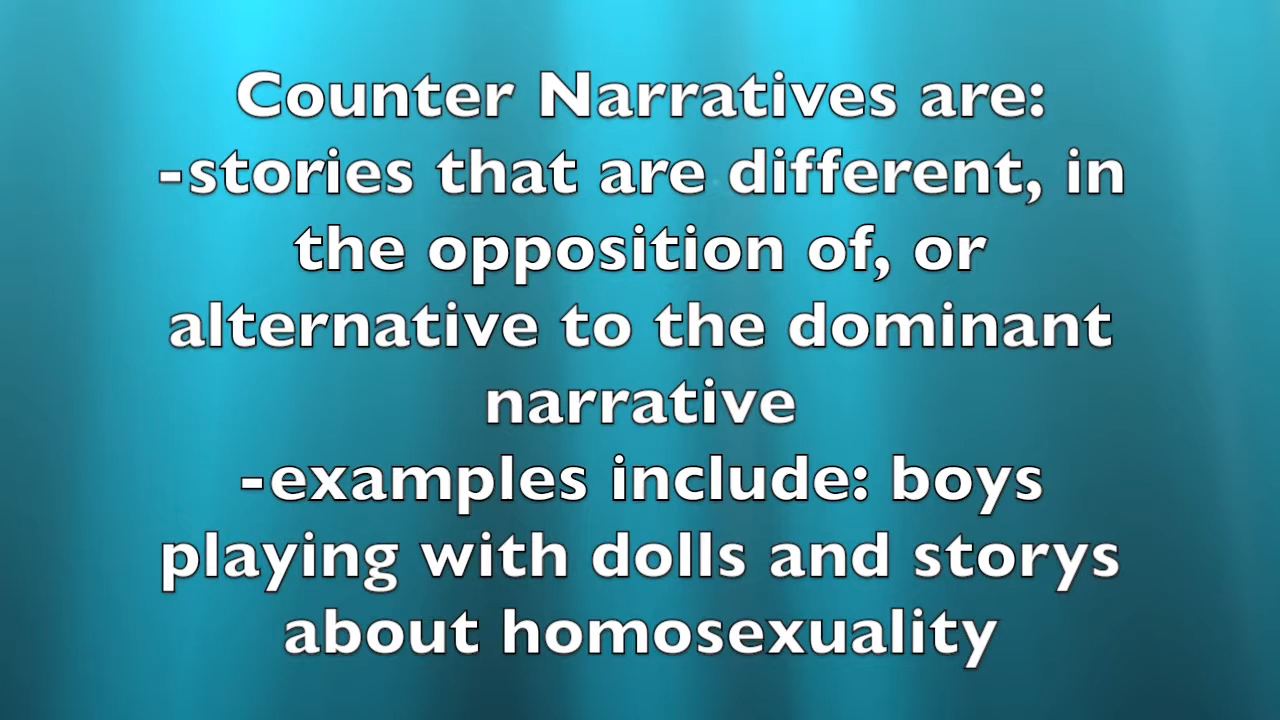 Counter Narratives are:
-stories that are different, in
the opposition of, or
alternative to the dominant
narrative
-examples include: boys
playing with dolls and storys
about homosexuality